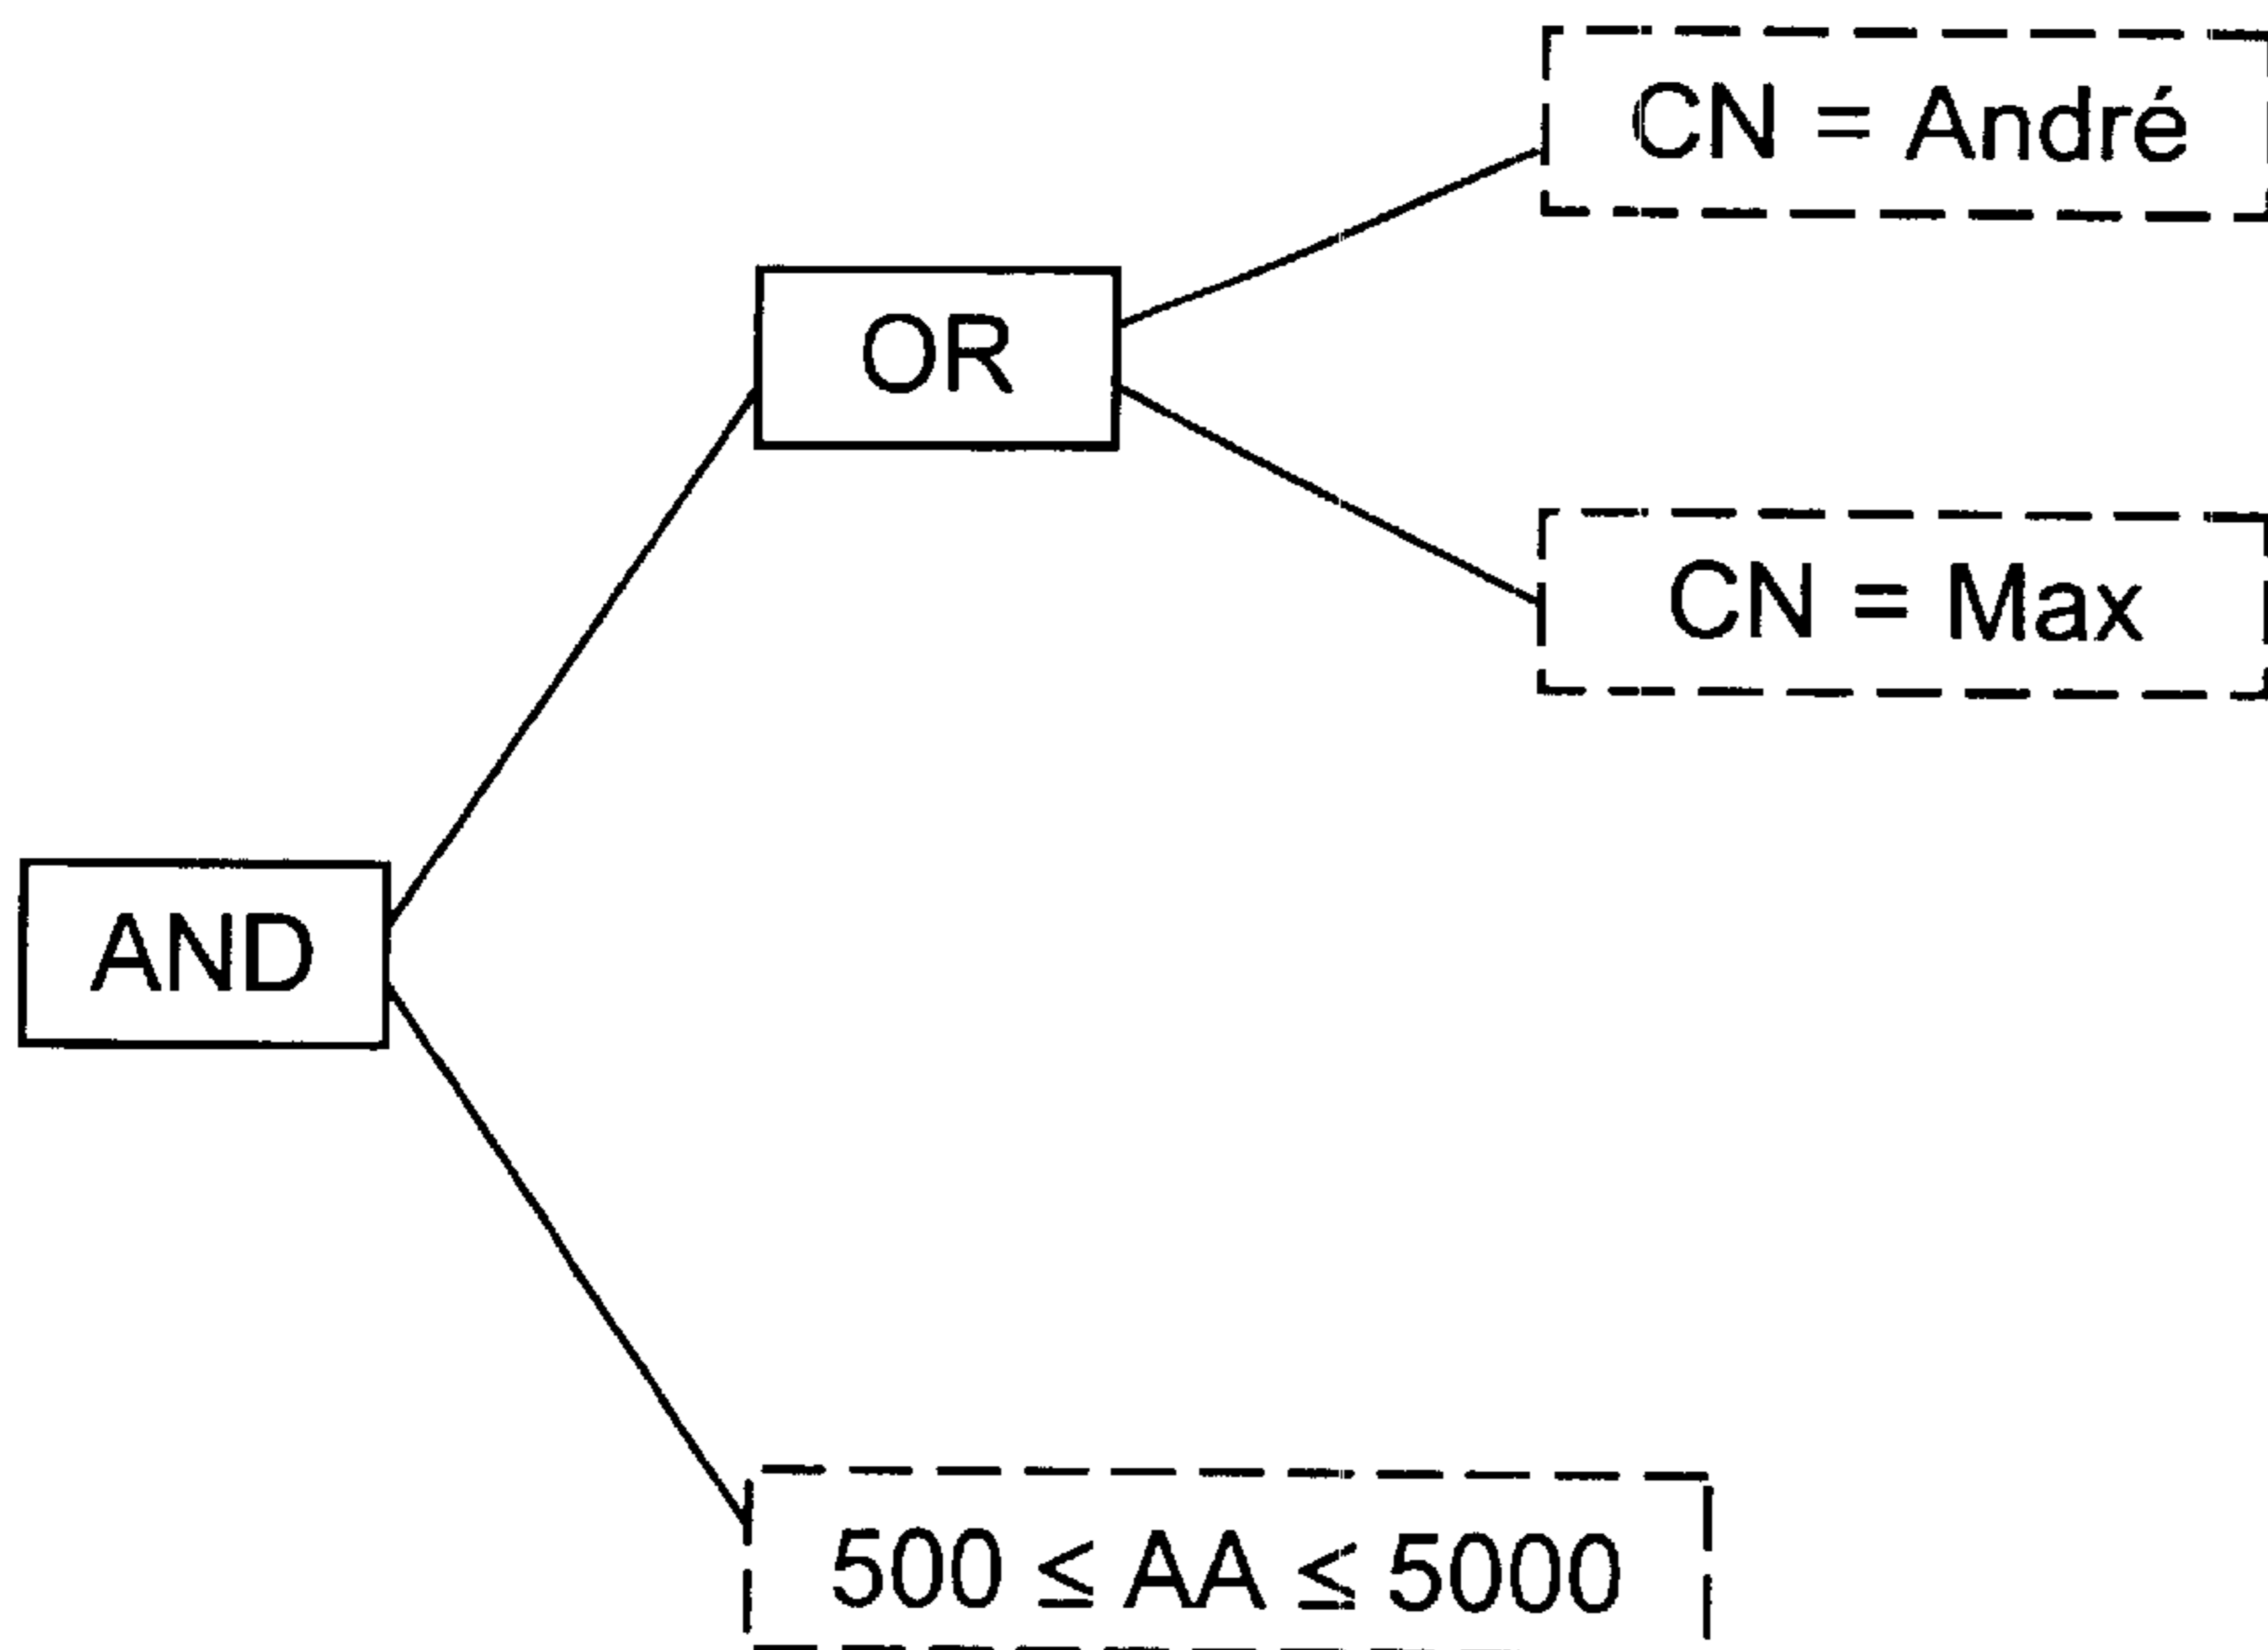 CN = André
OR
CN = Max
AND
500 ≤ AA ≤ 5000